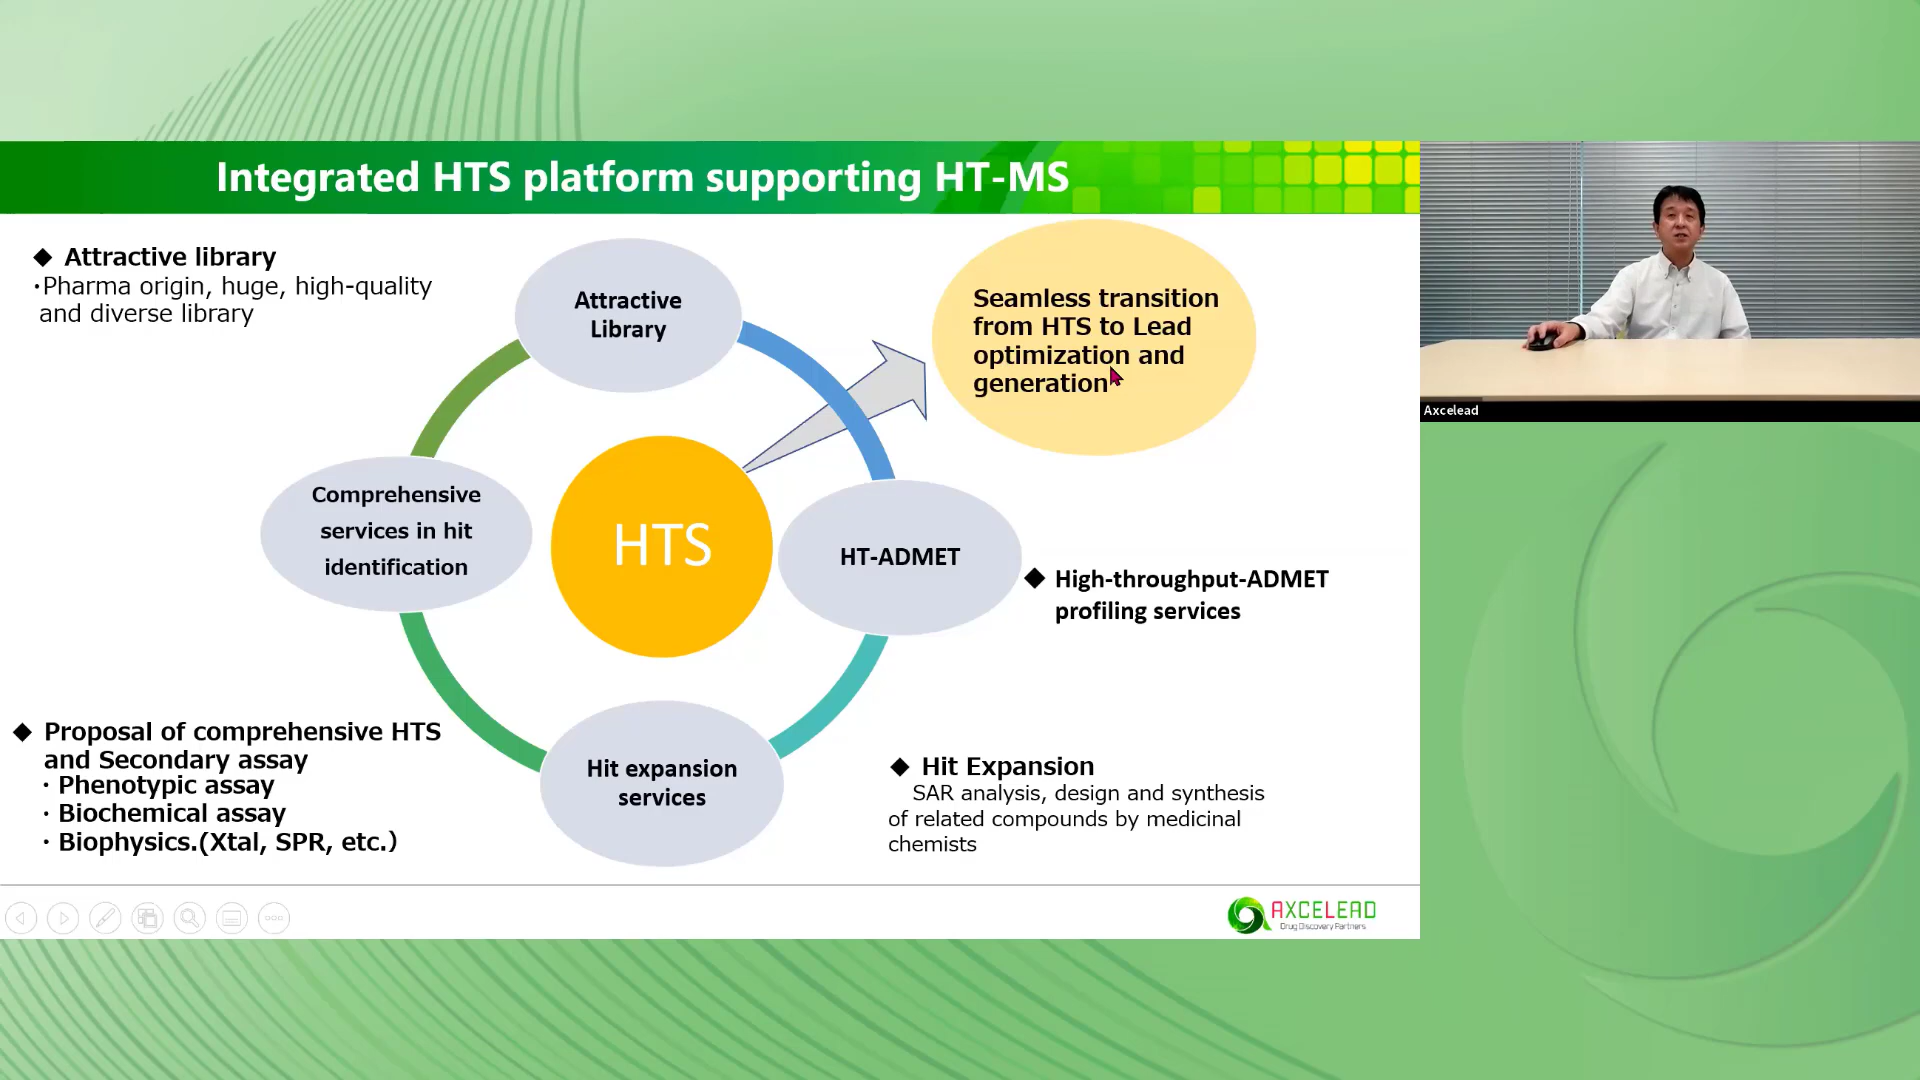 Integrated HTS platform supporting HT-MS
◆ Attractive library
・Pharma origin, huge, high-quality
and diverse library
Attractive
Library
Seamless transition
from HTS to Lead
optimization and
generation
Axcelead
Comprehensive
services in hit
identification
HTS
HT-ADMET
◆ High-throughput-ADMET
profiling services
◆ Proposal of comprehensive HTS
and Secondary assay
・Phenotypic assay
・Biochemical assay
・Biophysics.(Xtal, SPR, etc.)
Hit expansion
services
◆ Hit Expansion
SAR analysis, design and synthesis
of related compounds by medicinal
chemists
AXCELEAD
Drug Discovery Partners